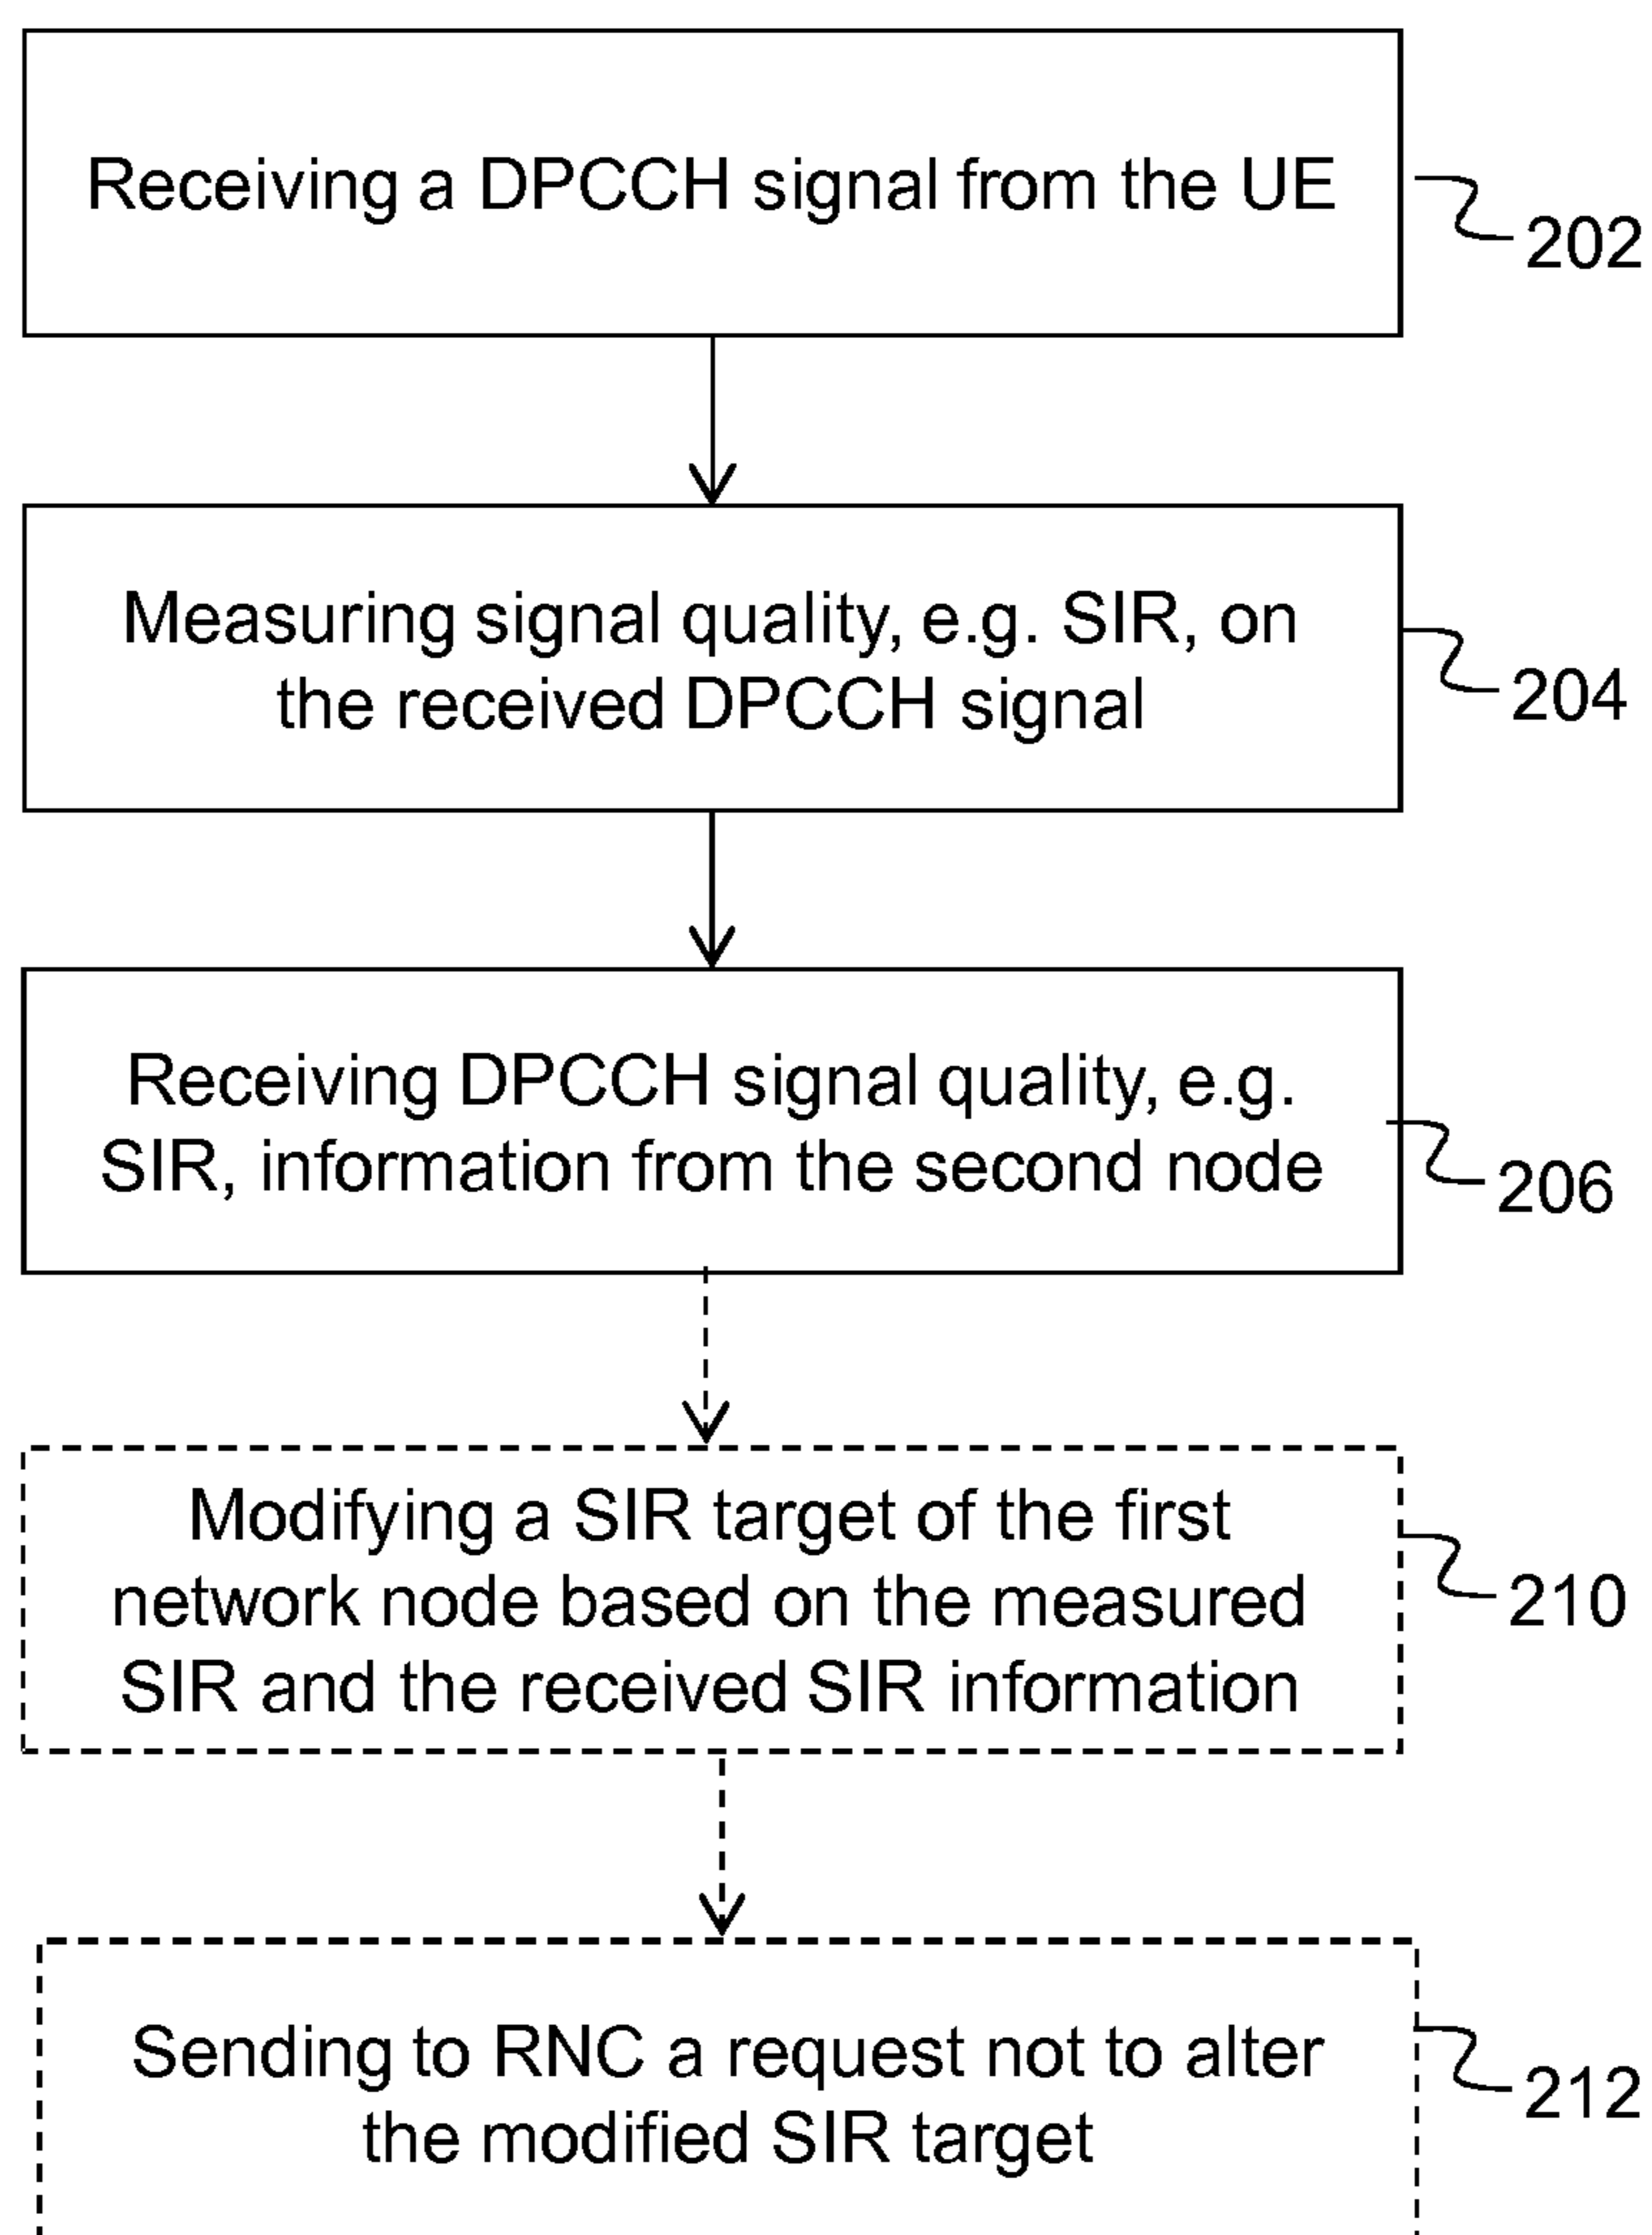 Receiving a DPCCH signal from the UE
202
Measuring signal quality, e.g. SIR, on
the received DPCCH signal
204
Receiving DPCCH signal quality, e.g.
SIR, information from the second node
206
Modifying a SIR target of the first
network node based on the measured
SIR and the received SIR information
210
Sending to RNC a request not to alter
the modified SIR target
212